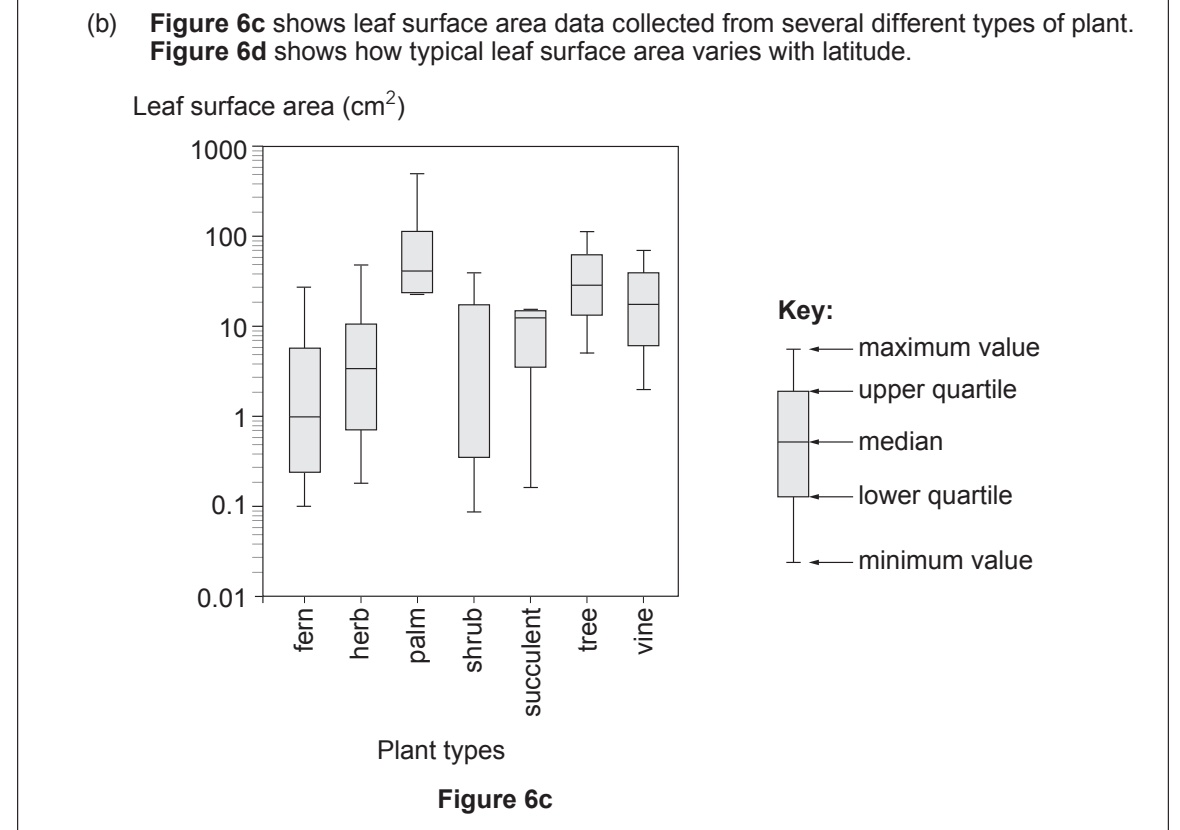 (b) Figure 6c shows leaf surface area data collected from several different types of plant.
Figure 6d shows how typical leaf surface area varies with latitude.
Leaf surface area (cm²)
1000
100
10
1
0.1
0.01
fern
herb
palm
shrub
succulent
tree
vine
Plant types
Key:
maximum value
upper quartile
median
lower quartile
minimum value
Figure 6c